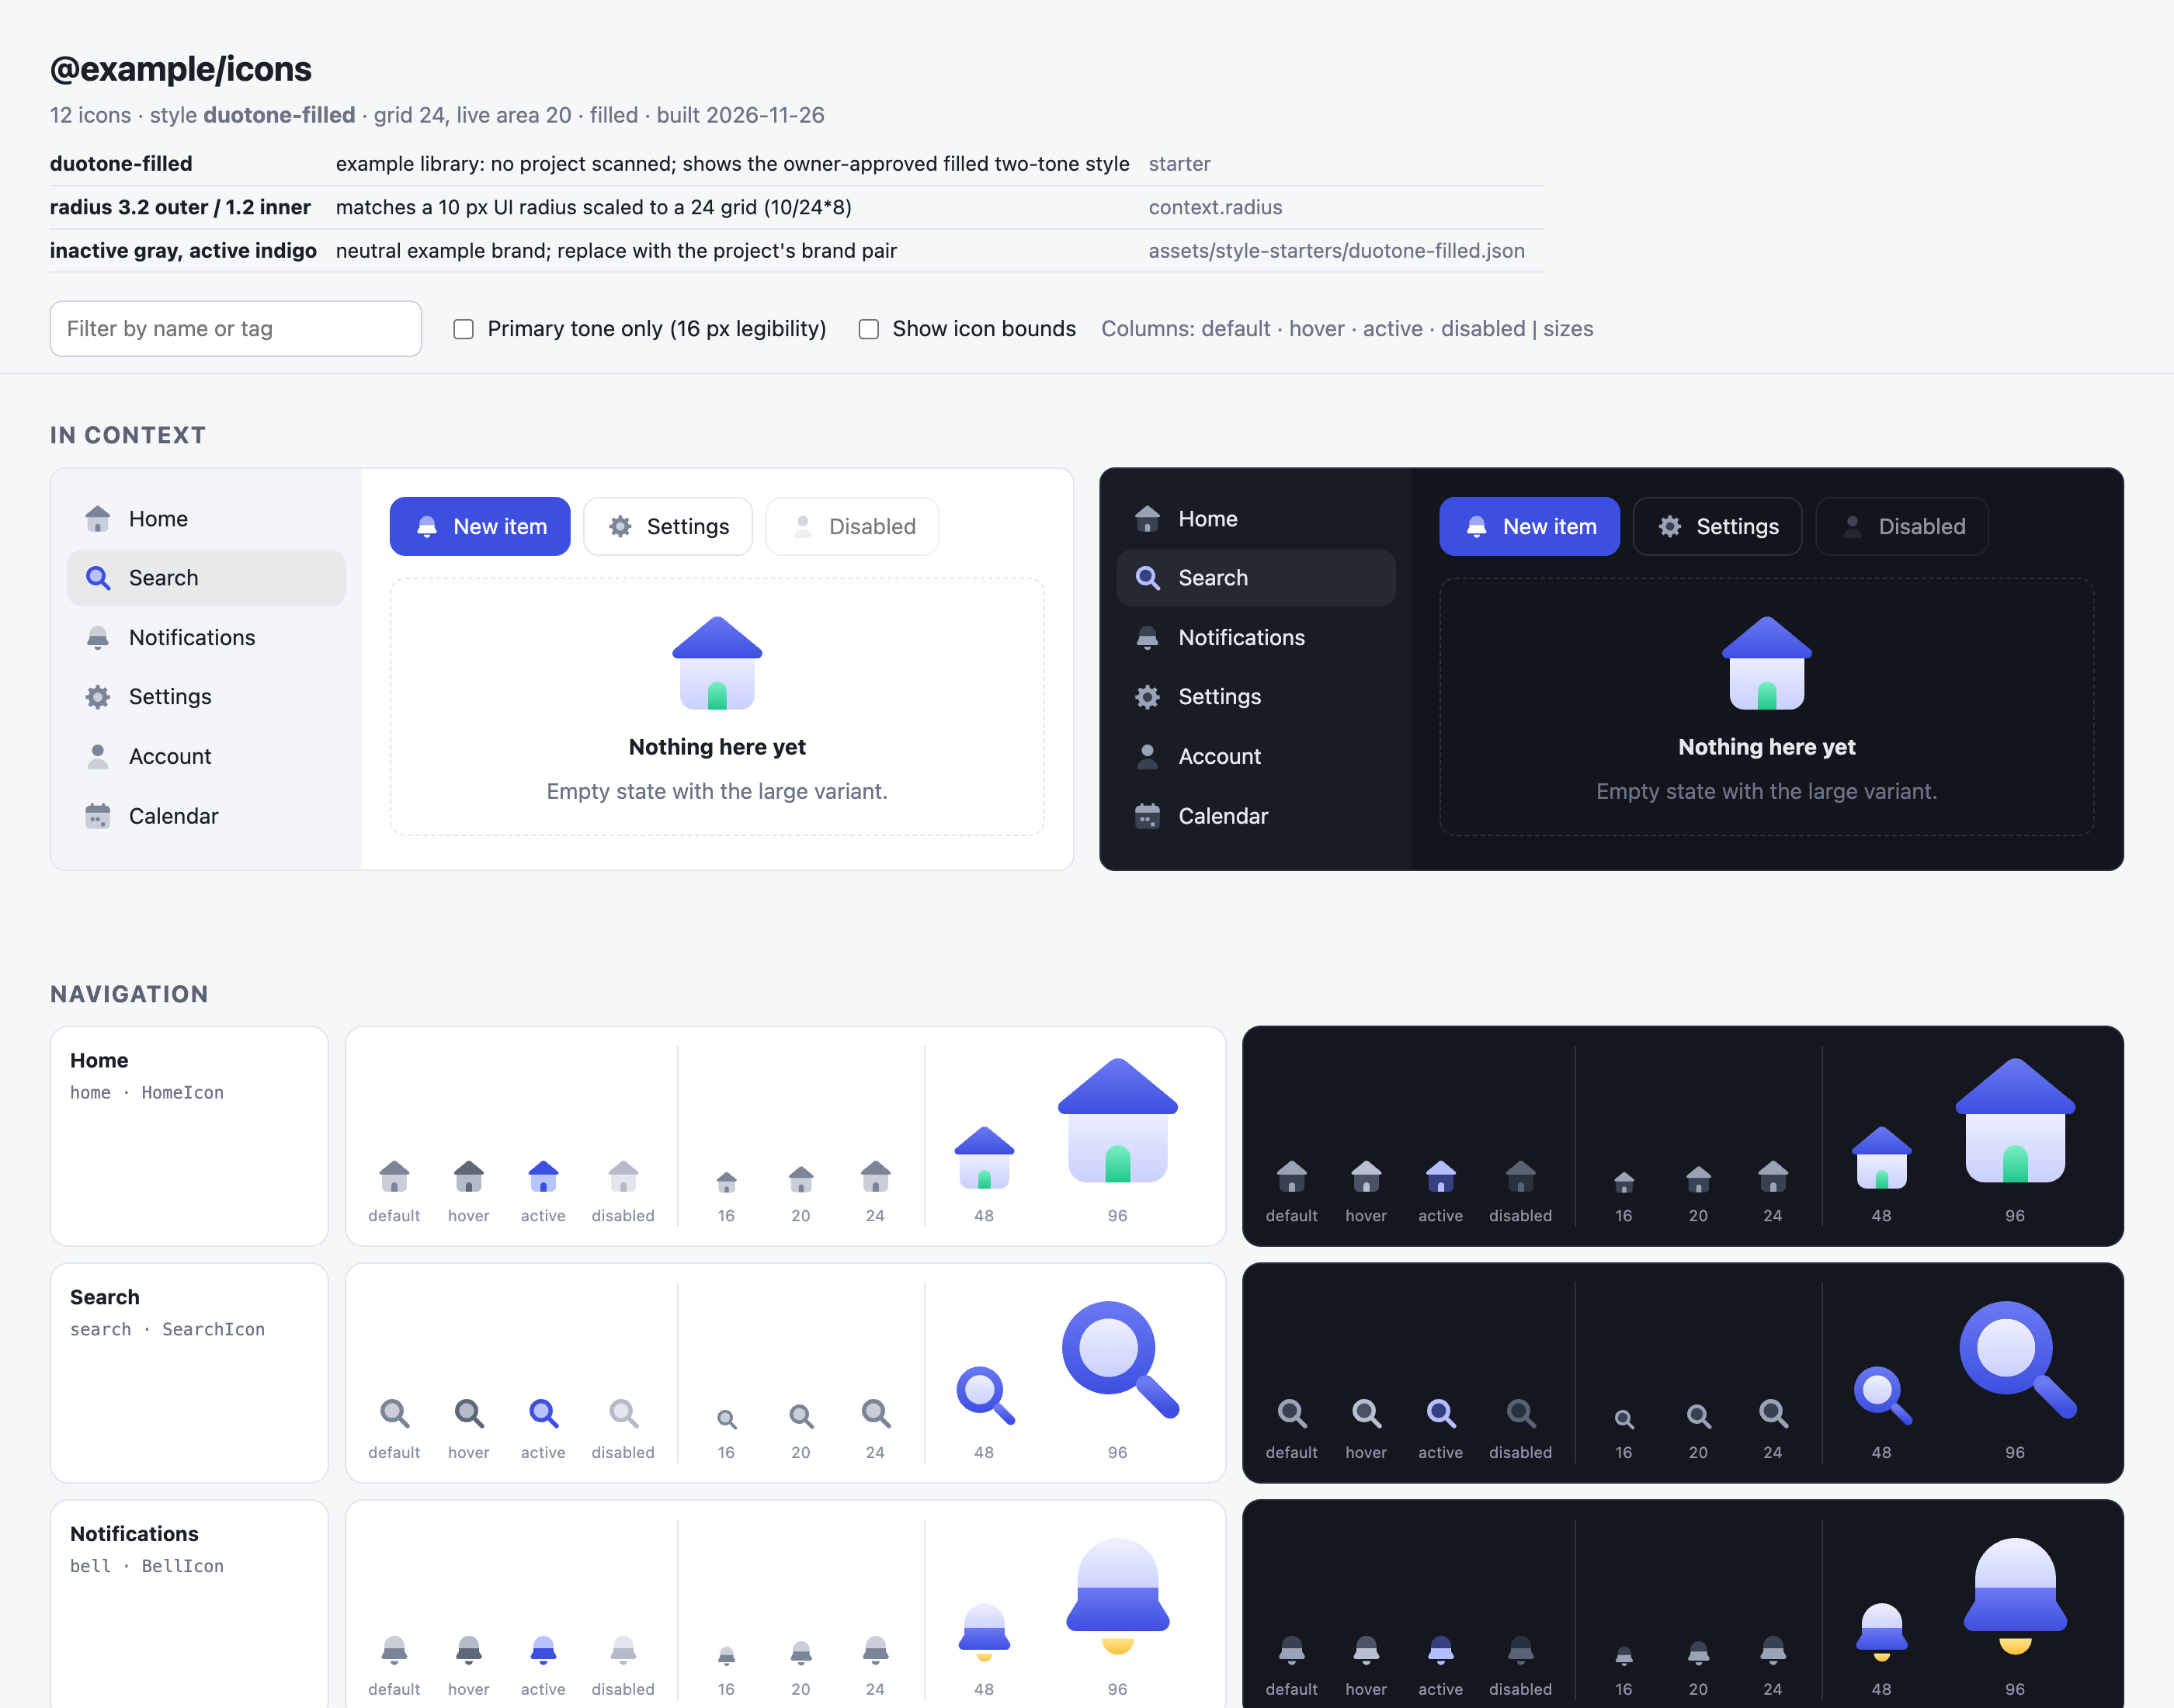 @example/icons
12 icons · style duotone-filled · grid 24, live area 20 · filled · built 2026-11-26
duotone-filled example library: no project scanned; shows the owner-approved filled two-tone style starter
radius 3.2 outer / 1.2 inner matches a 10 px UI radius scaled to a 24 grid (10/24*8) context.radius
inactive gray, active indigo neutral example brand; replace with the project's brand pair assets/style-starters/duotone-filled.json
Filter by name or tag Primary tone only (16 px legibility) Show icon bounds Columns: default · hover · active · disabled | sizes
IN CONTEXT
Home
Search
Notifications
Settings
Account
Calendar
New item Settings Disabled
Nothing here yet
Empty state with the large variant.
Home
Search
Notifications
Settings
Account
Calendar
New item Settings Disabled
Nothing here yet
Empty state with the large variant.
NAVIGATION
Home
home · HomeIcon
default hover active disabled 16 20 24 48 96
default hover active disabled 16 20 24 48 96
Search
search · SearchIcon
default hover active disabled 16 20 24 48 96
default hover active disabled 16 20 24 48 96
Notifications
bell · BellIcon
default hover active disabled 16 20 24 48 96
default hover active disabled 16 20 24 48 96